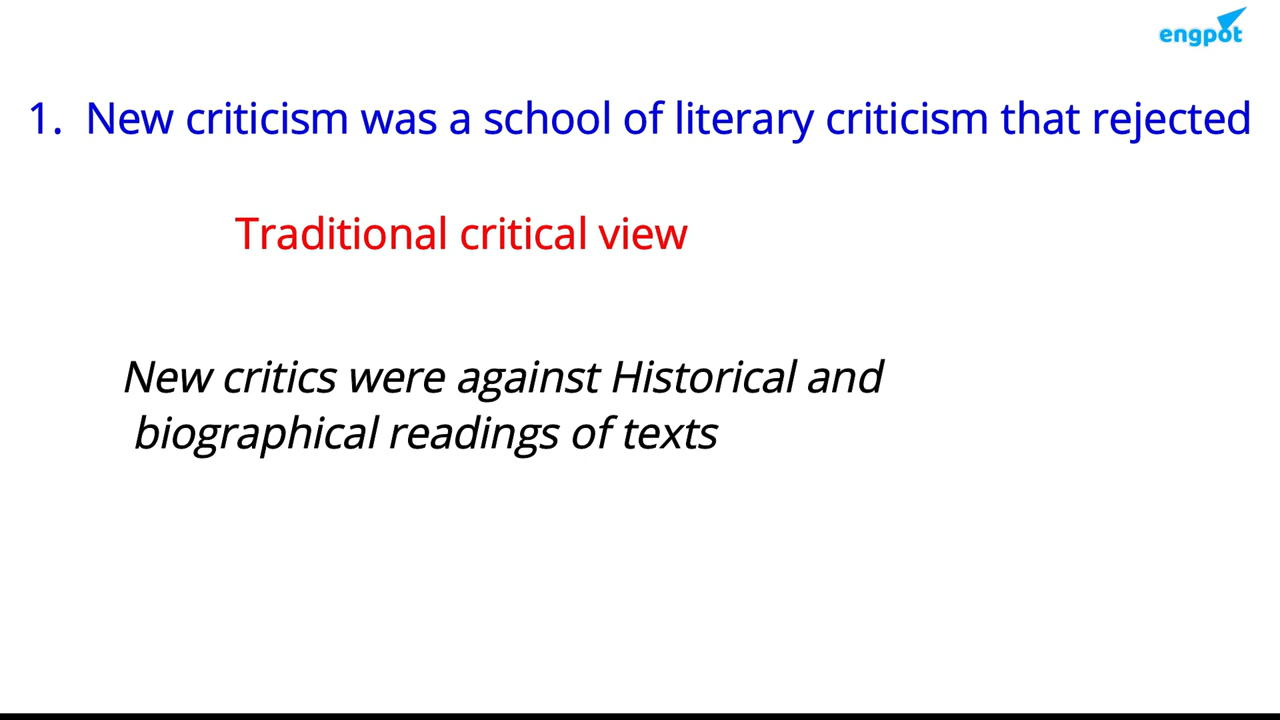 engpot
1. New criticism was a school of literary criticism that rejected
Traditional critical view
New critics were against Historical and
biographical readings of texts